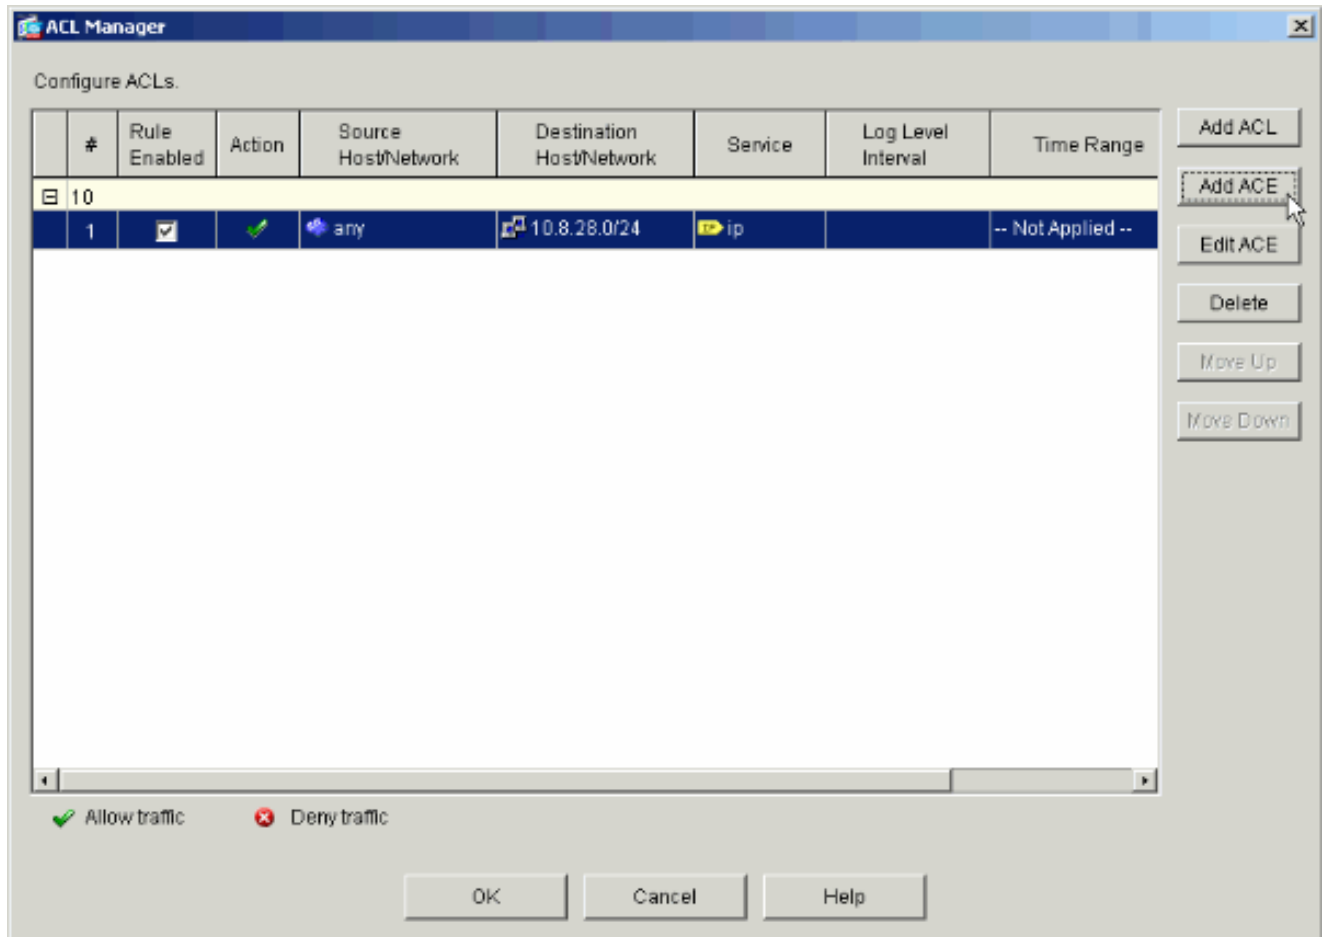 ACL Manager
Configure ACLs.
#
Rule
Enabled
Action
Source
Host/Network
Destination
Host/Network
Service
Log Level
Interval
Time Range
10
1
any
10.8.28.0/24
IP
ip
-- Not Applied --
Add ACL
Add ACE
Edit ACE
Delete
Move Up
Move Down
Allow traffic
Deny traffic
OK
Cancel
Help